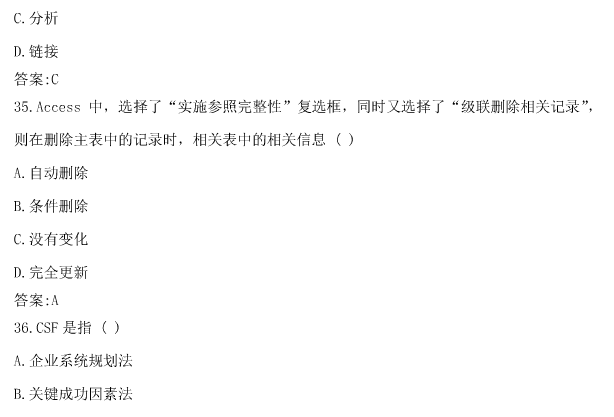 C.分析
D.链接
答案:C
35.Access 中，选择了“实施参照完整性”复选框，同时又选择了“级联删除相关记录”，
则在删除主表中的记录时，相关表中的相关信息 ( )
A.自动删除
B.条件删除
C.没有变化
D.完全更新
答案:A
36.CSF 是指 ( )
A.企业系统规划法
B.关键成功因素法